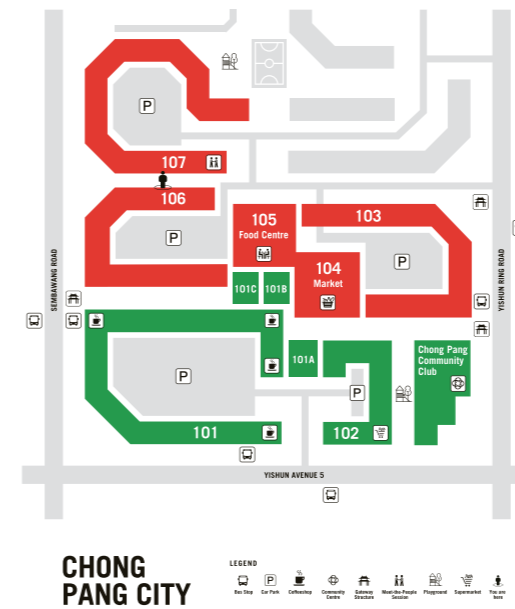 P
107
106
105
Food Centre
103
P
P
104
Market
101C
101B
SEMBAWANG ROAD
YISHUN RING ROAD
101A
Chong Pang
Community
Club
P
P
101
102
YISHUN AVENUE 5
CHONG
PANG CITY
LEGEND
P
Bus Stop
Car Park
Coffeeshop
Community
Centre
Gateway
Structure
Meet-the-People
Session
Playground
Supermarket
You are
here